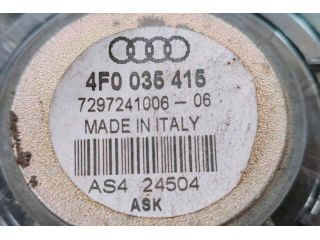 4F0 035 415
7297241006-06
MADE IN ITALY
AS4 24504
ASK